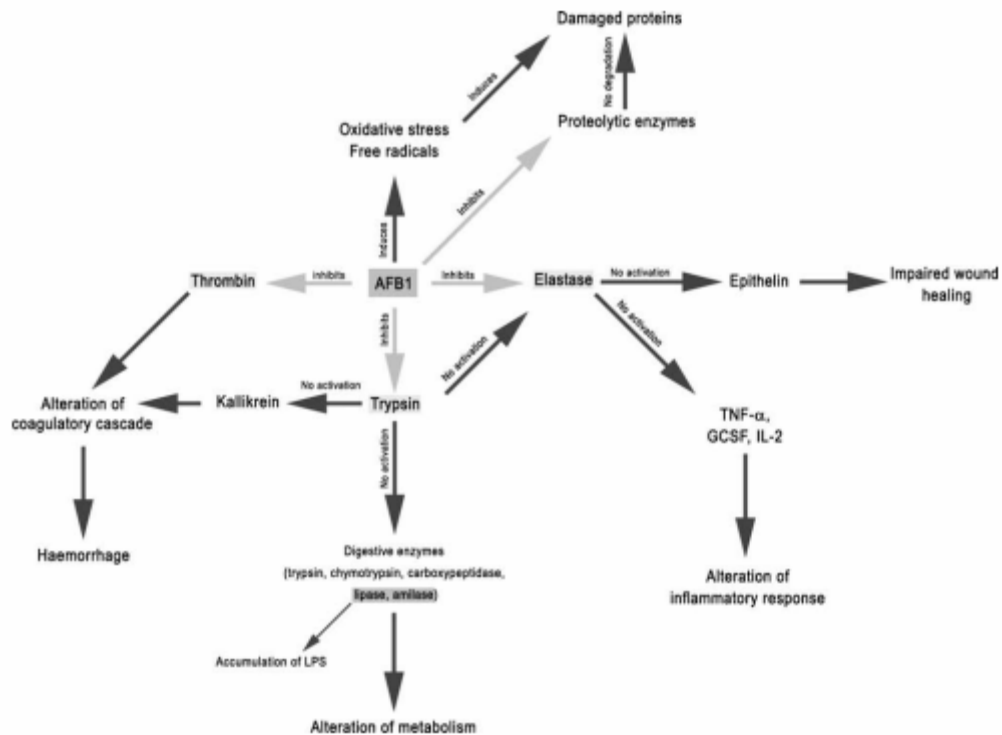 Damaged proteins
Induces
No degradation
Oxidative stress
Free radicals
Proteolytic enzymes
Induces
Inhibits
Thrombin
inhibits
AFB1
Inhibits
Elastase
No activation
Epithelin
Impaired wound
healing
Inhibits
No activation
No activation
Alteration of
coagulatory cascade
Kallikrein
No activation
Trypsin
TNF-α,
GCSF, IL-2
No activation
Haemorrhage
Digestive enzymes
(trypsin, chymotrypsin, carboxypeptidase,
lipase, amilase)
Alteration of
inflammatory response
Accumulation of LPS
Alteration of metabolism